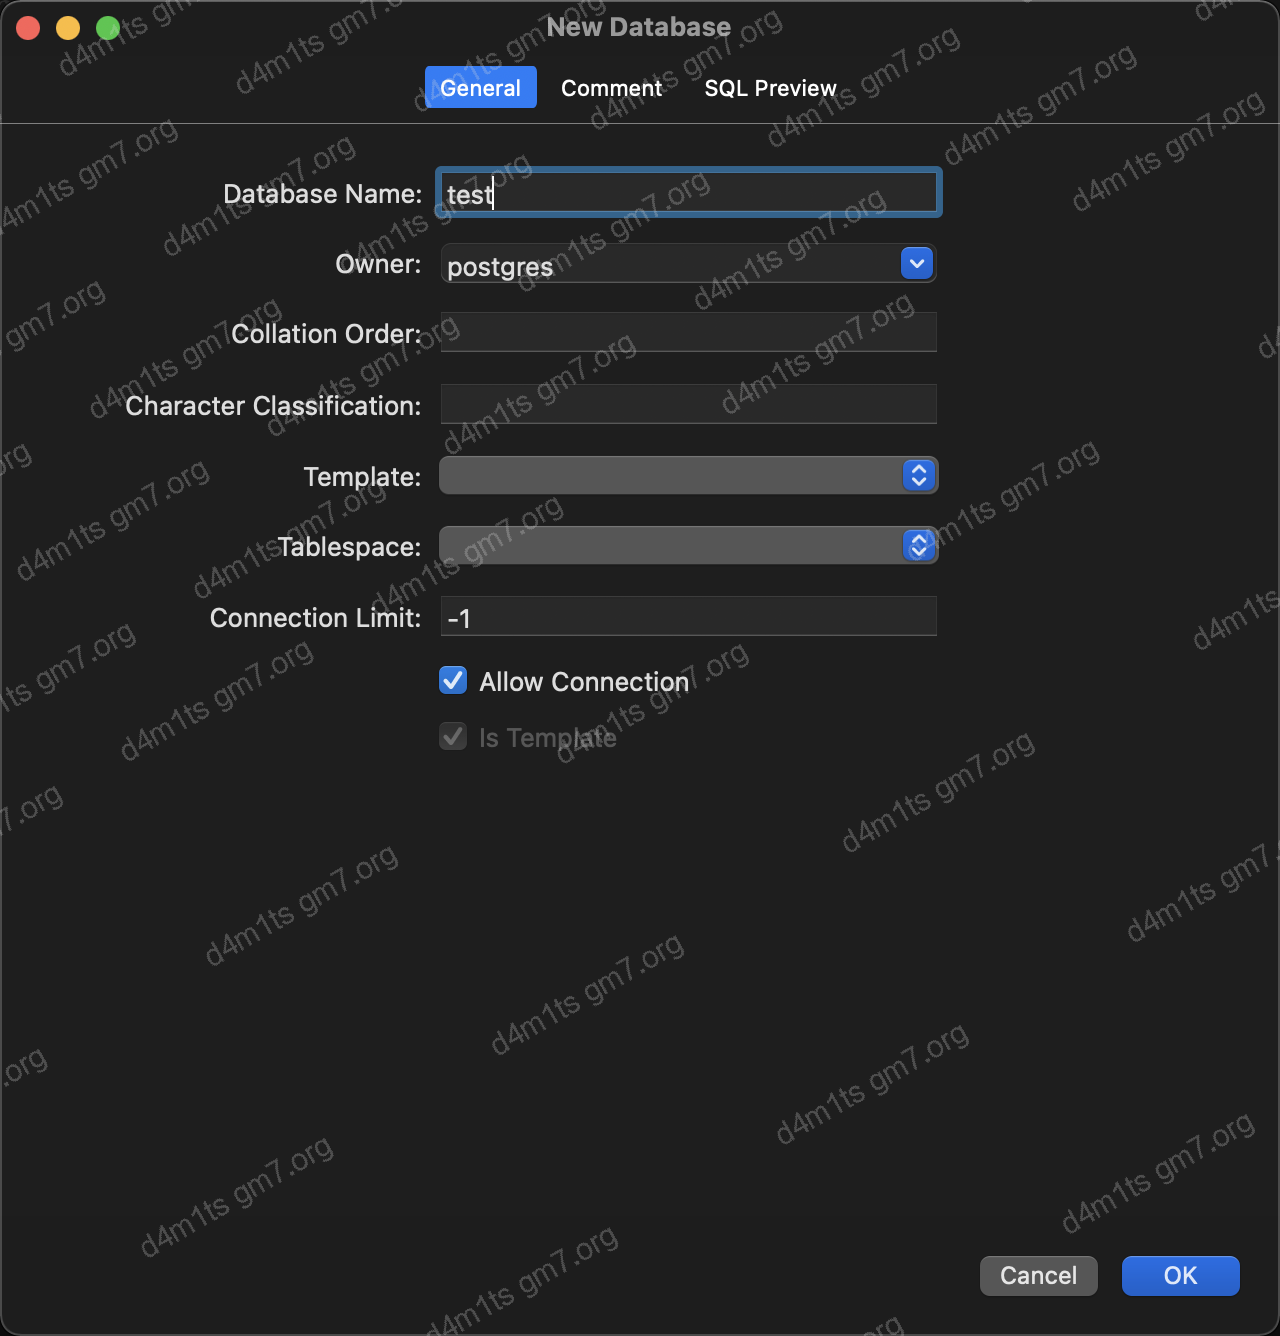 New Database
General Comment SQL Preview
Database Name: test
Owner: postgres
Collation Order:
Character Classification:
Template:
Tablespace:
Connection Limit: -1
Allow Connection
Is Template
Cancel OK
d4m1ts gm7.org